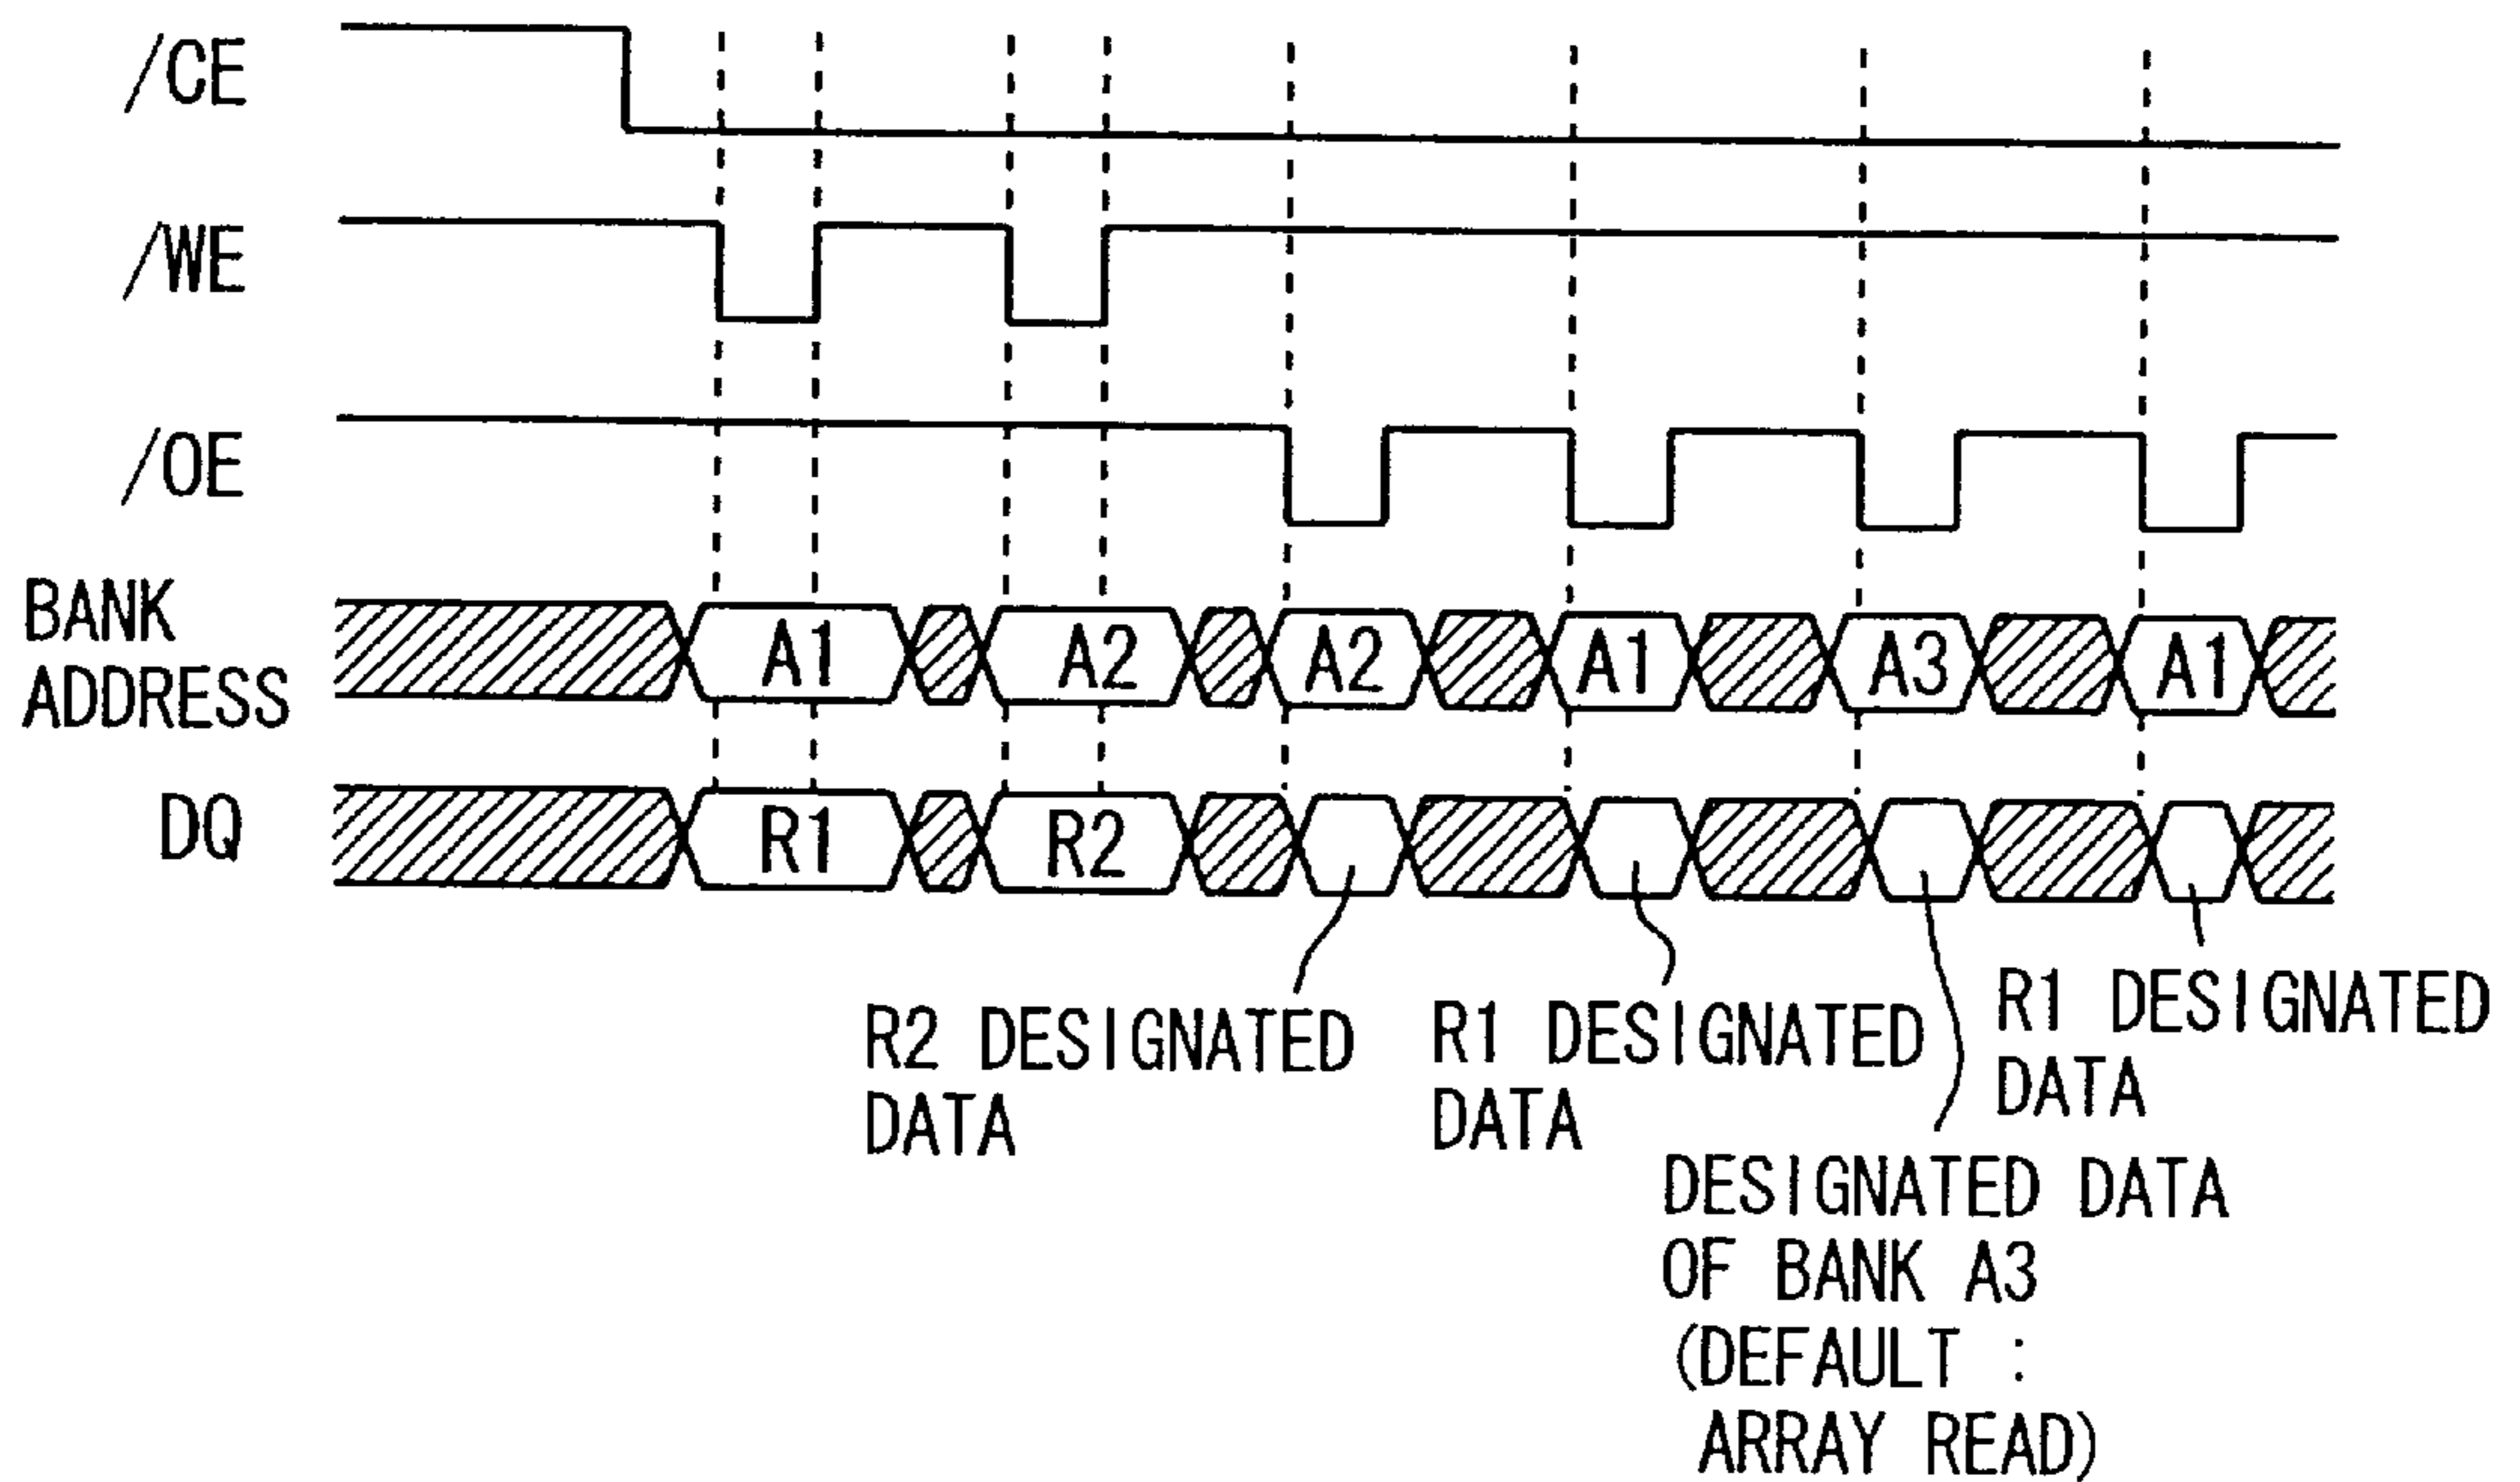 /CE
/WE
/OE
BANK
ADDRESS
A1 A2 A2 A1 A3 A1
DQ
R1 R2
R2 DESIGNATED
DATA
R1 DESIGNATED
DATA
R1 DESIGNATED
DATA
DESIGNATED DATA
OF BANK A3
(DEFAULT :
ARRAY READ)